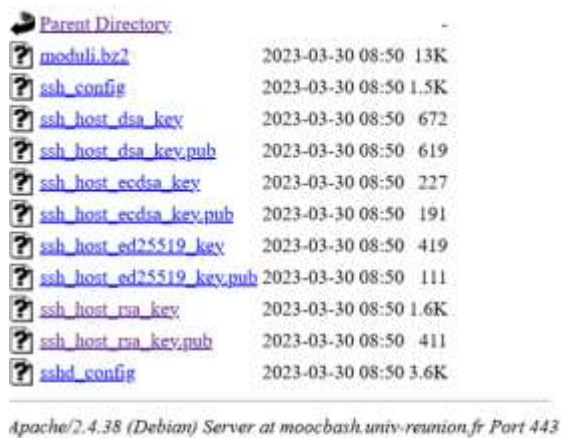 Parent Directory -
moduli.bz2 2023-03-30 08:50 13K
ssh_config 2023-03-30 08:50 1.5K
ssh_host_dsa_key 2023-03-30 08:50 672
ssh_host_dsa_key.pub 2023-03-30 08:50 619
ssh_host_ecdsa_key 2023-03-30 08:50 227
ssh_host_ecdsa_key.pub 2023-03-30 08:50 191
ssh_host_ed25519_key 2023-03-30 08:50 419
ssh_host_ed25519_key.pub 2023-03-30 08:50 111
ssh_host_rsa_key 2023-03-30 08:50 1.6K
ssh_host_rsa_key.pub 2023-03-30 08:50 411
sshd_config 2023-03-30 08:50 3.6K
Apache/2.4.38 (Debian) Server at moocbash.univ-reunion.fr Port 443